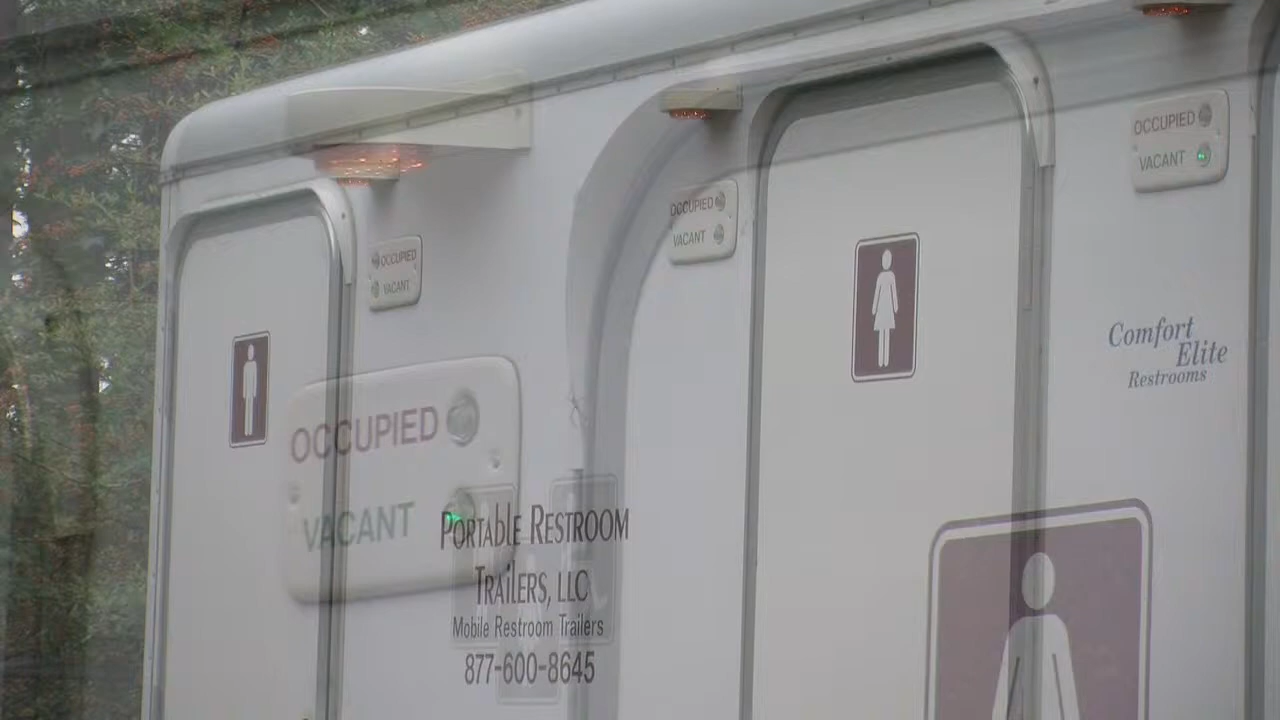 OCCUPIED
VACANT
OCCUPIED
VACANT
OCCUPIED
VACANT
Comfort
Elite
Restrooms
OCCUPIED
VACANT
Portable Restroom
Trailers, LLC
Mobile Restroom Trailers
877-600-8645